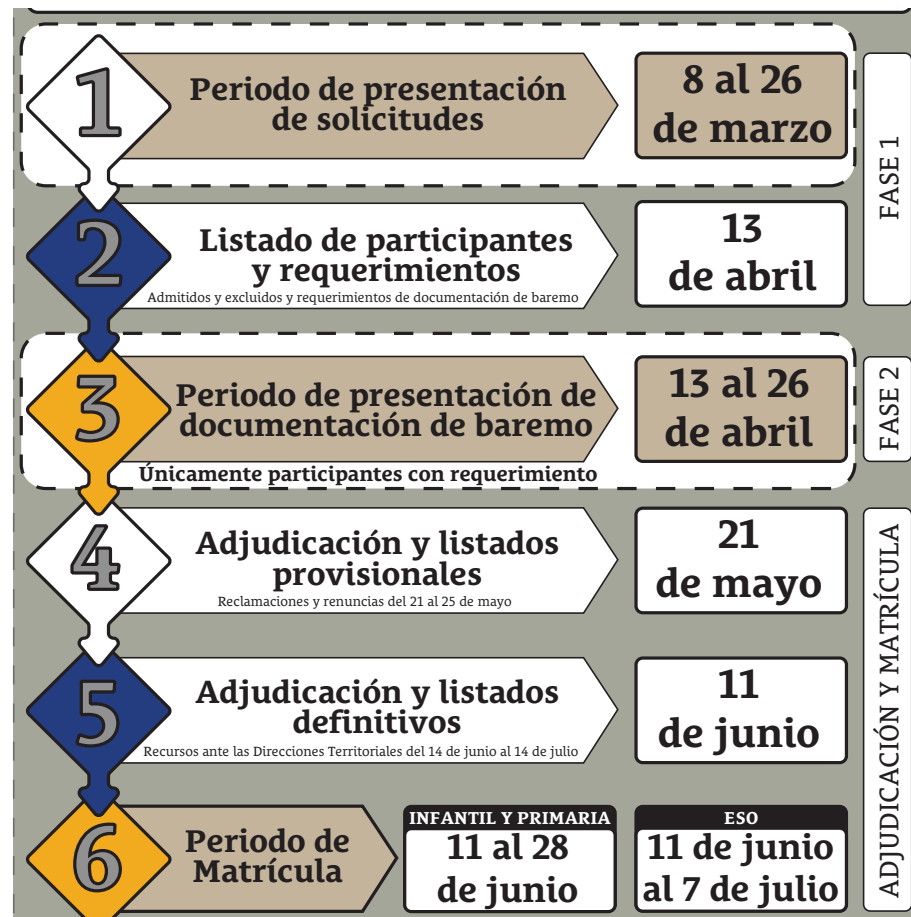 1
Periodo de presentación
de solicitudes
8 al 26
de marzo
FASE 1
2
Listado de participantes
y requerimientos
Admitidos y excluidos y requerimientos de documentación de baremo
13
de abril
3
Periodo de presentación de
documentación de baremo
Únicamente participantes con requerimiento
13 al 26
de abril
FASE 2
4
Adjudicación y listados
provisionales
Reclamaciones y renuncias del 21 al 25 de mayo
21
de mayo
ADJUDICACIÓN Y MATRÍCULA
5
Adjudicación y listados
definitivos
Recursos ante las Direcciones Territoriales del 14 de junio al 14 de julio
11
de junio
6
Periodo de
Matrícula
INFANTIL Y PRIMARIA
11 al 28
de junio
ESO
11 de junio
al 7 de julio